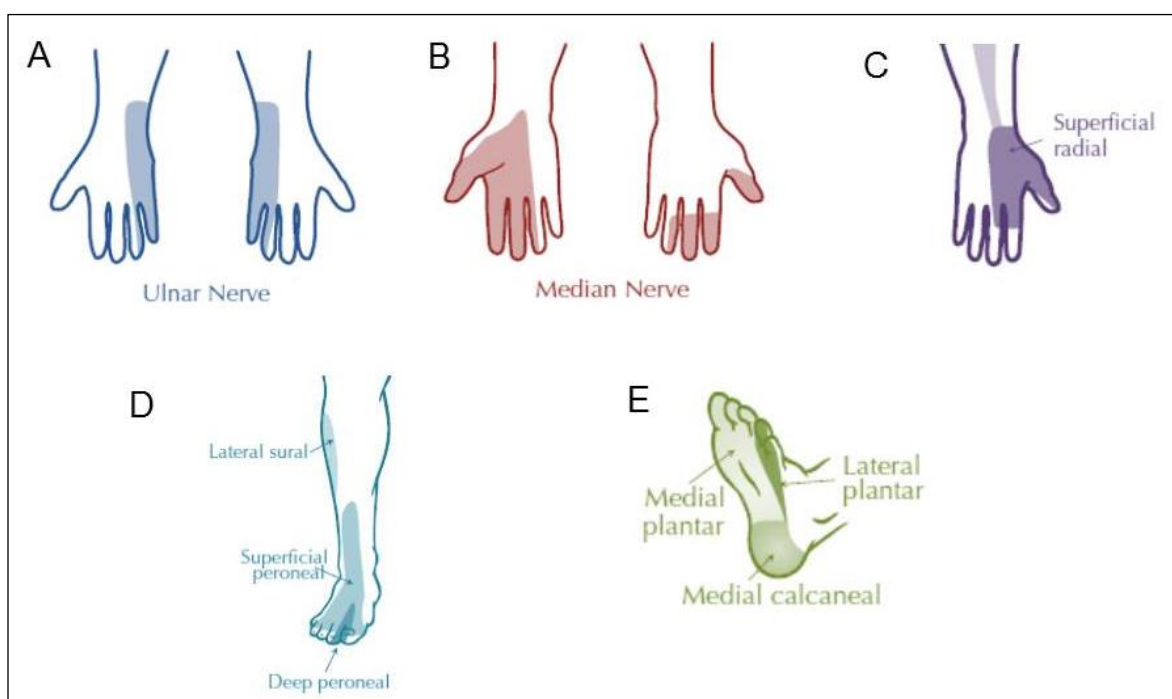 A
B
C
Superficial
radial
Ulnar Nerve
Median Nerve
D
Lateral sural
Superficial
peroneal
Deep peroneal
E
Medial
plantar
Lateral
plantar
Medial calcaneal